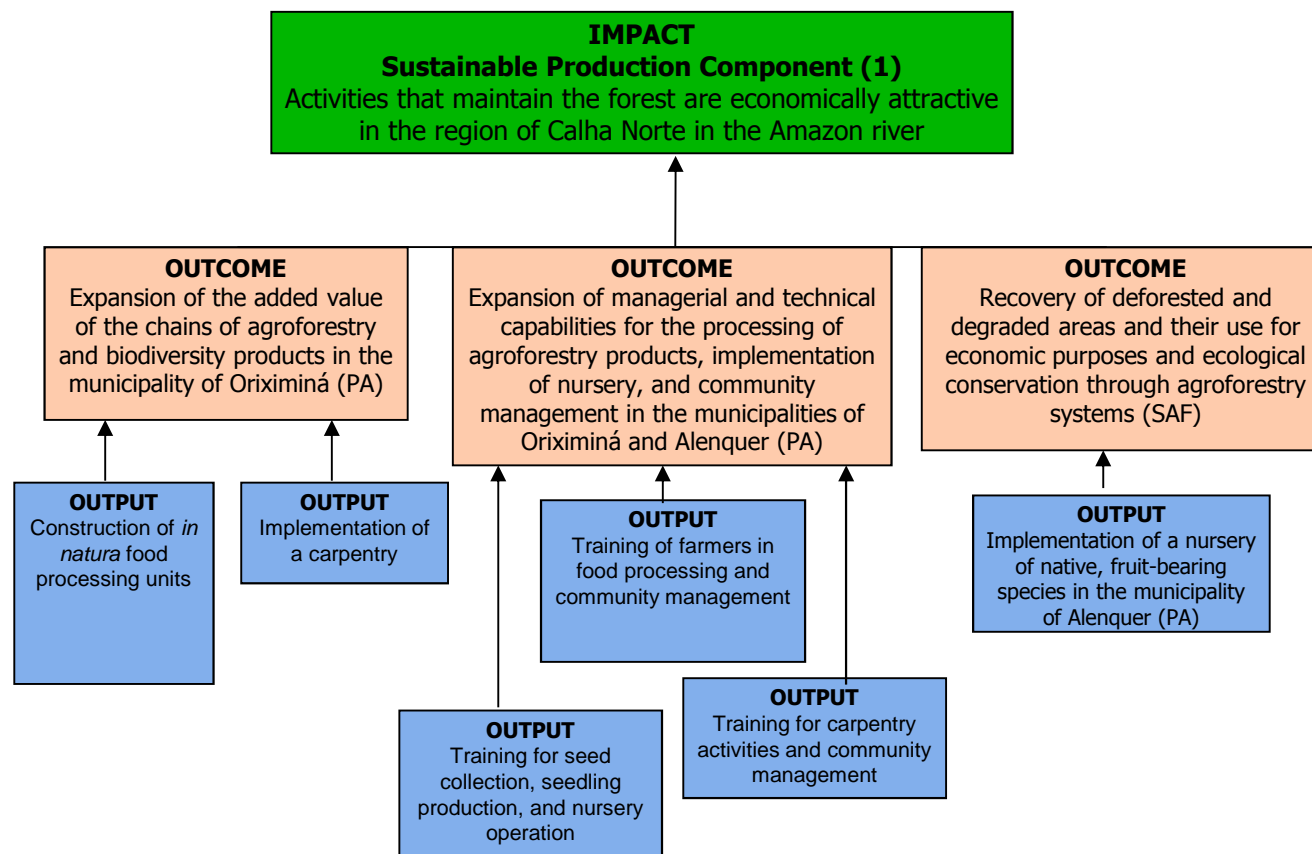 IMPACT
Sustainable Production Component (1)
Activities that maintain the forest are economically attractive
in the region of Calha Norte in the Amazon river
OUTCOME
Expansion of the added value
of the chains of agroforestry
and biodiversity products in the
municipality of Oriximiná (PA)
OUTCOME
Expansion of managerial and technical
capabilities for the processing of
agroforestry products, implementation
of nursery, and community
management in the municipalities of
Oriximiná and Alenquer (PA)
OUTCOME
Recovery of deforested and
degraded areas and their use for
economic purposes and ecological
conservation through agroforestry
systems (SAF)
OUTPUT
Construction of in
natura food
processing units
OUTPUT
Implementation of
a carpentry
OUTPUT
Training of farmers in
food processing and
community management
OUTPUT
Implementation of a nursery
of native, fruit-bearing
species in the municipality
of Alenquer (PA)
OUTPUT
Training for seed
collection, seedling
production, and nursery
operation
OUTPUT
Training for carpentry
activities and community
management